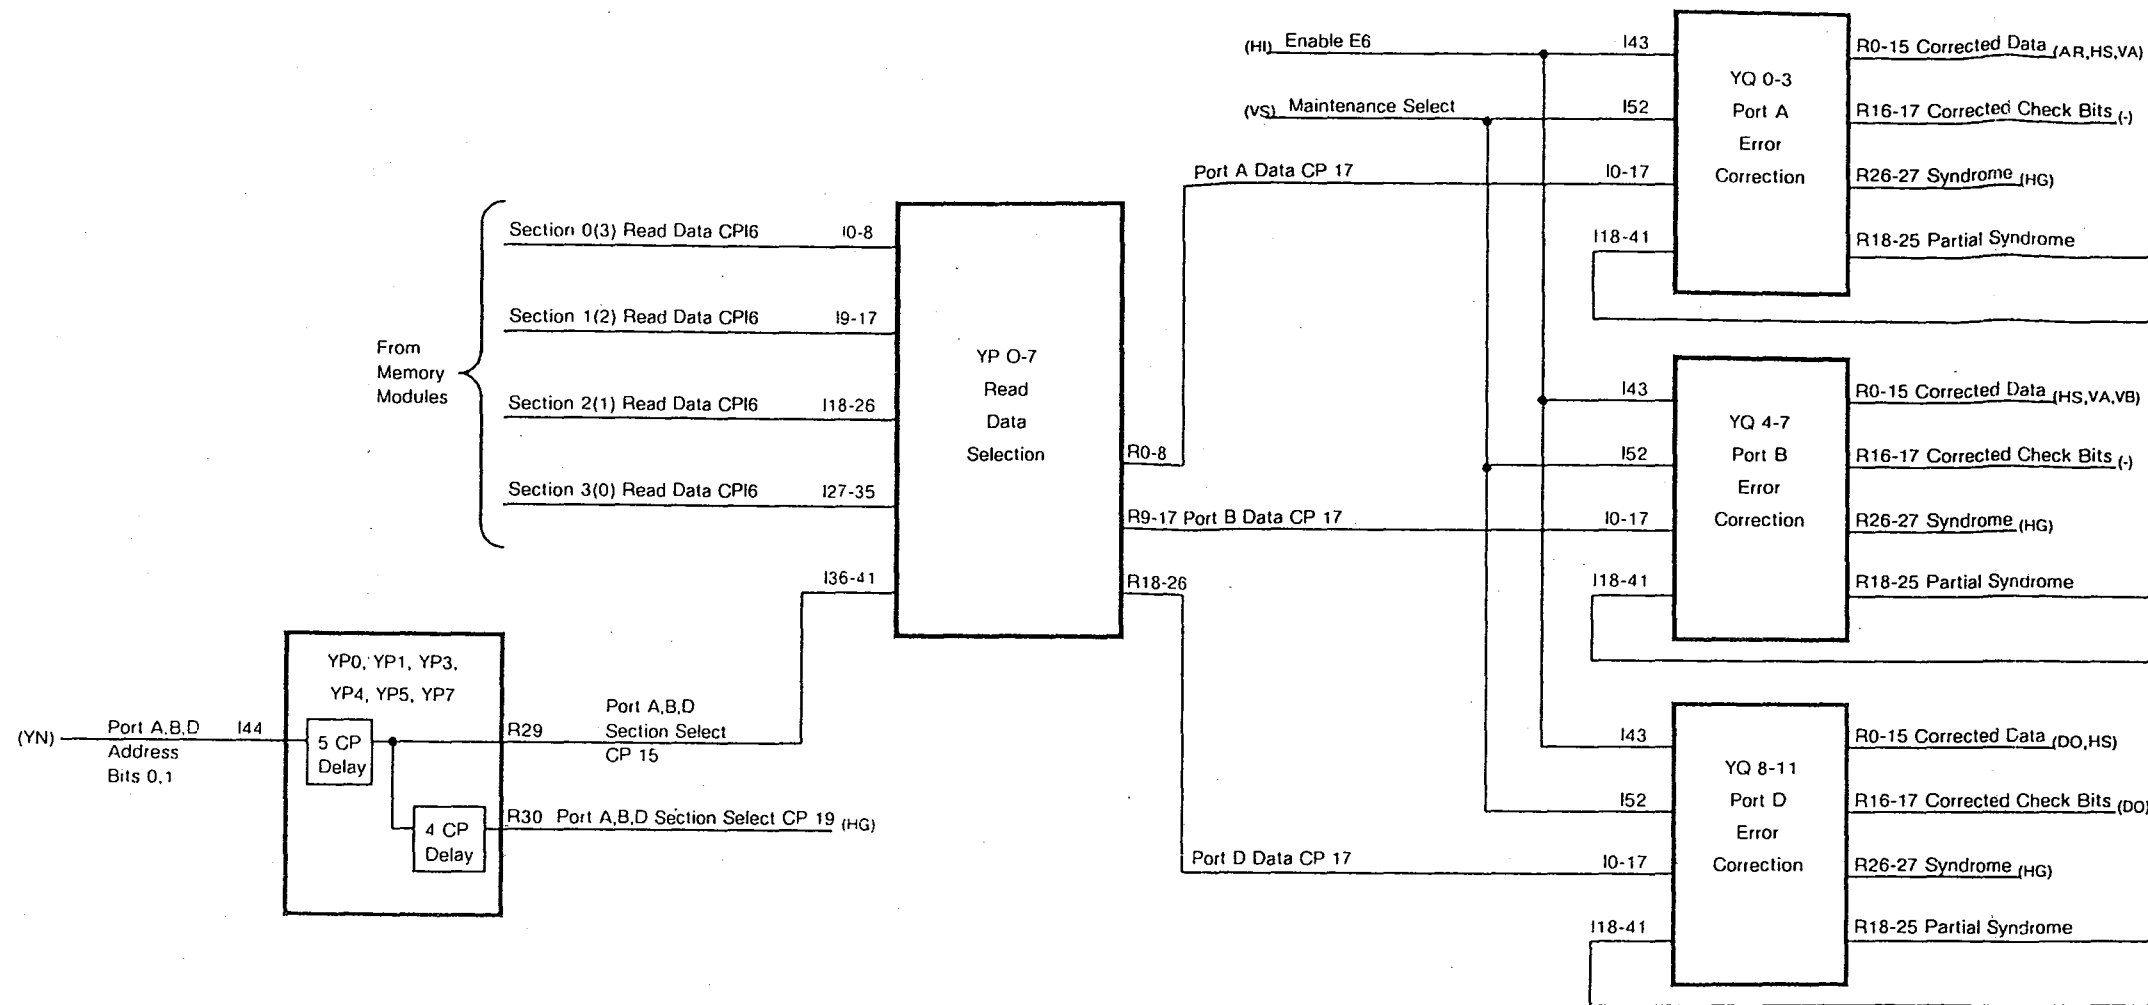 (HI) Enable E6
I43
(VS) Maintenance Select
I52
Port A Data CP 17
I0-17
I18-41
YQ 0-3
Port A
Error
Correction
R0-15 Corrected Data (AR,HS,VA)
R16-17 Corrected Check Bits (-)
R26-27 Syndrome (HG)
R18-25 Partial Syndrome
From
Memory
Modules
Section 0(3) Read Data CPI6
I0-8
Section 1(2) Read Data CPI6
I9-17
Section 2(1) Read Data CPI6
I18-26
Section 3(0) Read Data CPI6
I27-35
I36-41
YP O-7
Read
Data
Selection
R0-8
R9-17 Port B Data CP 17
R18-26
I43
I52
I0-17
I18-41
YQ 4-7
Port B
Error
Correction
R0-15 Corrected Data (HS,VA,VB)
R16-17 Corrected Check Bits (-)
R26-27 Syndrome (HG)
R18-25 Partial Syndrome
(YN)
Port A,B,D
Address
Bits 0,1
I44
YP0, YP1, YP3,
YP4, YP5, YP7
5 CP
Delay
4 CP
Delay
R29
Port A,B,D
Section Select
CP 15
R30 Port A,B,D Section Select CP 19 (HG)
Port D Data CP 17
I43
I52
I0-17
I18-41
YQ 8-11
Port D
Error
Correction
R0-15 Corrected Data (DO,HS)
R16-17 Corrected Check Bits (DO)
R26-27 Syndrome (HG)
R18-25 Partial Syndrome